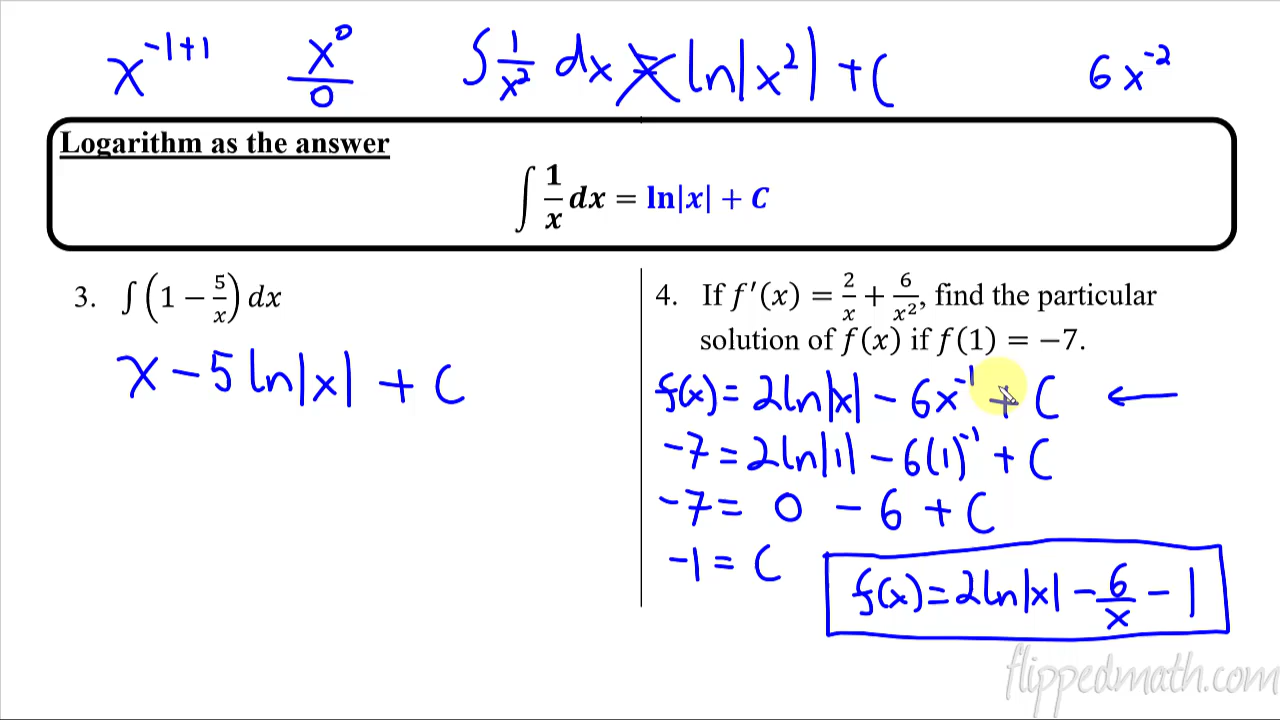 x⁻¹⁺¹ x⁰/0 ∫ 1/x² dx ≠ ln|x²| + C 6x⁻²
Logarithm as the answer
∫ 1/x dx = ln|x| + C
3. ∫(1 − 5/x) dx
x − 5 ln|x| + C
4. If f′(x) = 2/x + 6/x², find the particular
solution of f(x) if f(1) = −7.
f(x) = 2ln|x| − 6x⁻¹ + C ←
−7 = 2ln|1| − 6(1)⁻¹ + C
−7 = 0 − 6 + C
−1 = C
f(x) = 2ln|x| − 6/x − 1
flippedmath.com